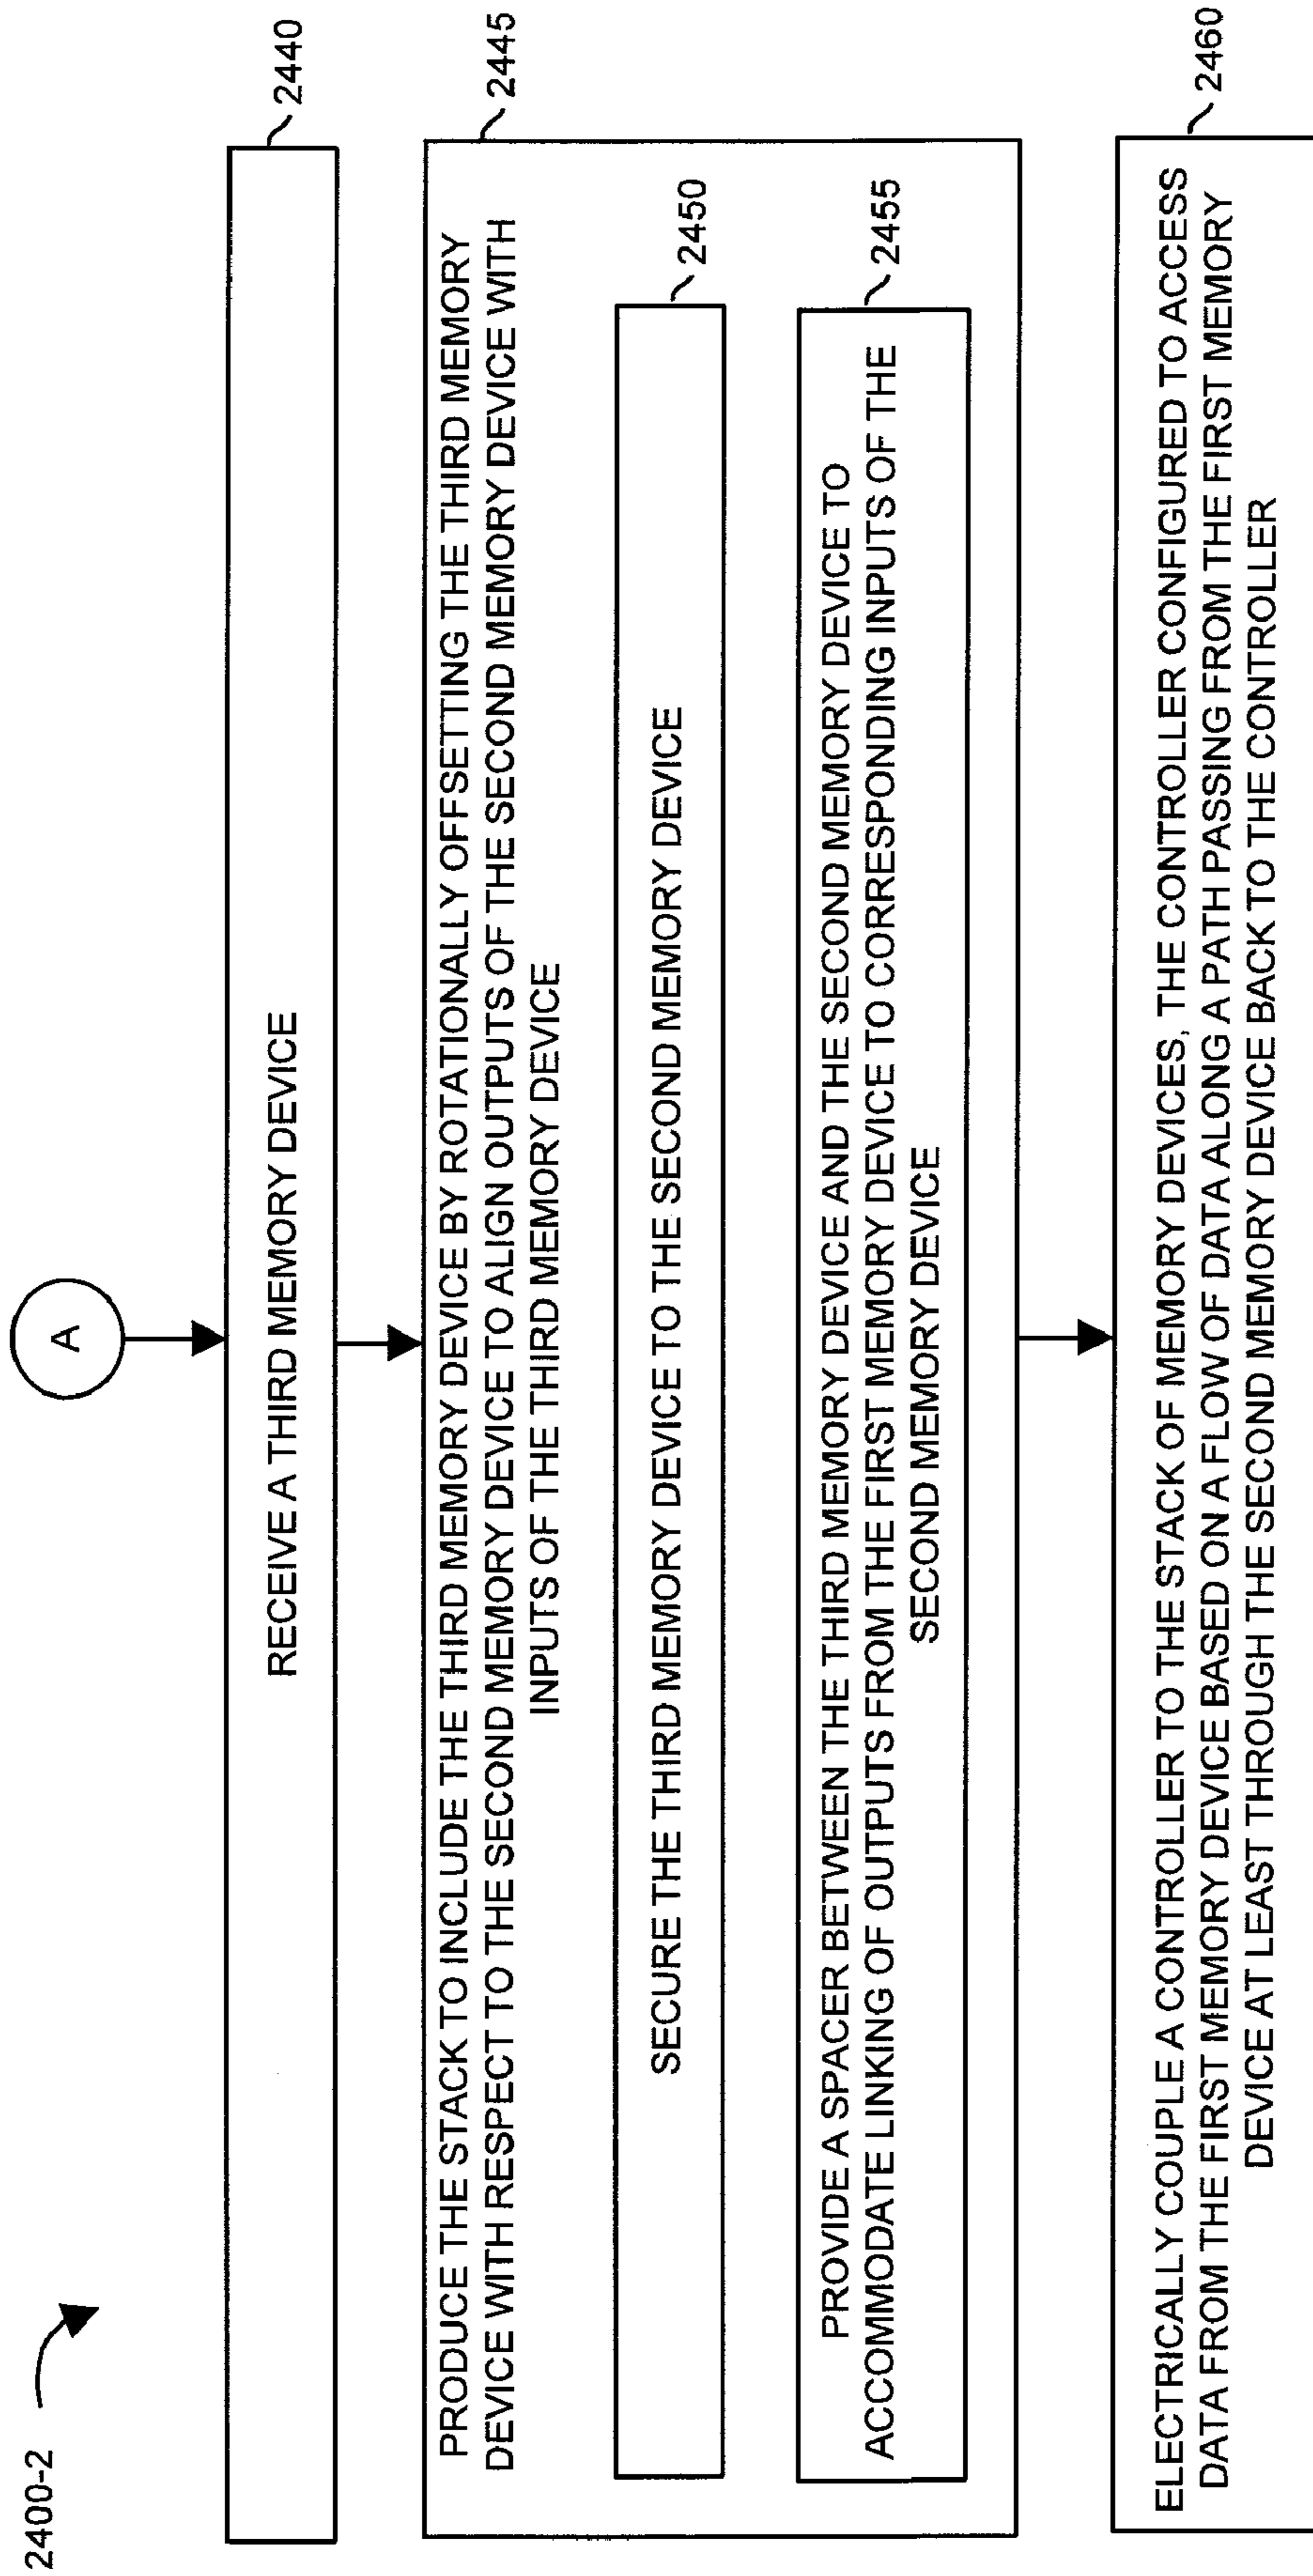 2400-2
A
2440
RECEIVE A THIRD MEMORY DEVICE
2445
PRODUCE THE STACK TO INCLUDE THE THIRD MEMORY DEVICE BY ROTATIONALLY OFFSETTING THE THIRD MEMORY
DEVICE WITH RESPECT TO THE SECOND MEMORY DEVICE TO ALIGN OUTPUTS OF THE SECOND MEMORY DEVICE WITH
INPUTS OF THE THIRD MEMORY DEVICE
2450
SECURE THE THIRD MEMORY DEVICE TO THE SECOND MEMORY DEVICE
2455
PROVIDE A SPACER BETWEEN THE THIRD MEMORY DEVICE AND THE SECOND MEMORY DEVICE TO
ACCOMMODATE LINKING OF OUTPUTS FROM THE FIRST MEMORY DEVICE TO CORRESPONDING INPUTS OF THE
SECOND MEMORY DEVICE
2460
ELECTRICALLY COUPLE A CONTROLLER TO THE STACK OF MEMORY DEVICES, THE CONTROLLER CONFIGURED TO ACCESS
DATA FROM THE FIRST MEMORY DEVICE BASED ON A FLOW OF DATA ALONG A PATH PASSING FROM THE FIRST MEMORY
DEVICE AT LEAST THROUGH THE SECOND MEMORY DEVICE BACK TO THE CONTROLLER